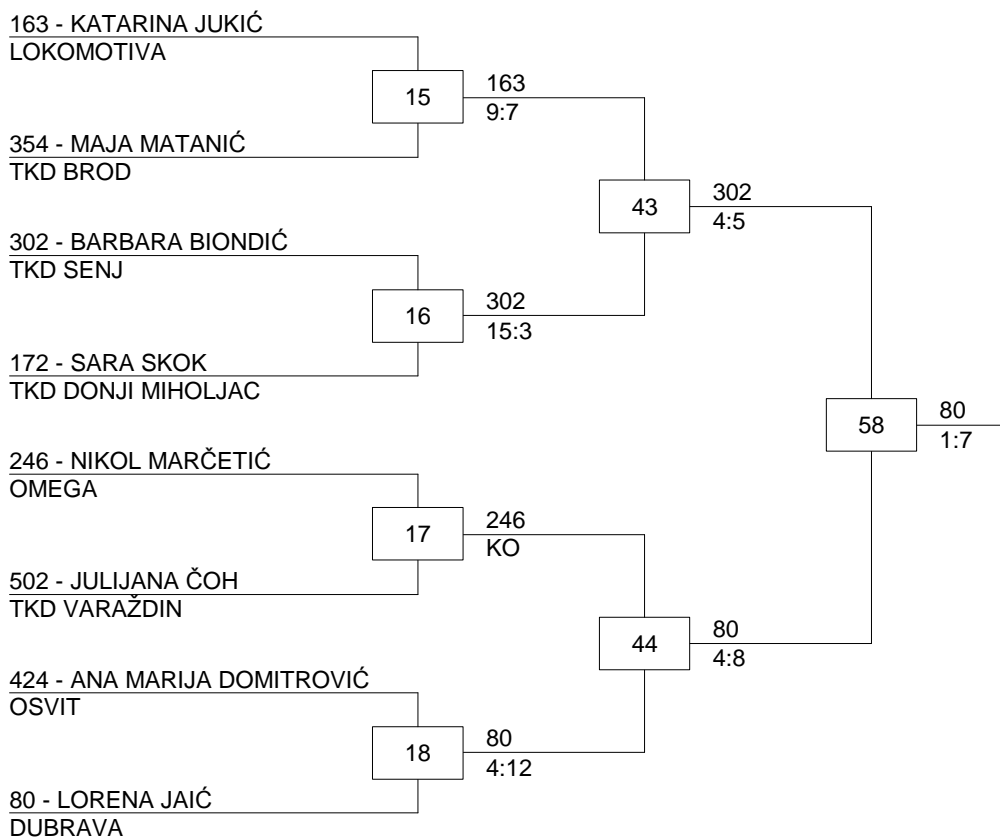 163 - KATARINA JUKIĆ
LOKOMOTIVA
15
163
9:7
354 - MAJA MATANIĆ
TKD BROD
43
302
4:5
302 - BARBARA BIONDIĆ
TKD SENJ
16
302
15:3
172 - SARA SKOK
TKD DONJI MIHOLJAC
58
80
1:7
246 - NIKOL MARČETIĆ
OMEGA
17
246
KO
502 - JULIJANA ČOH
TKD VARAŽDIN
44
80
4:8
424 - ANA MARIJA DOMITROVIĆ
OSVIT
18
80
4:12
80 - LORENA JAIĆ
DUBRAVA